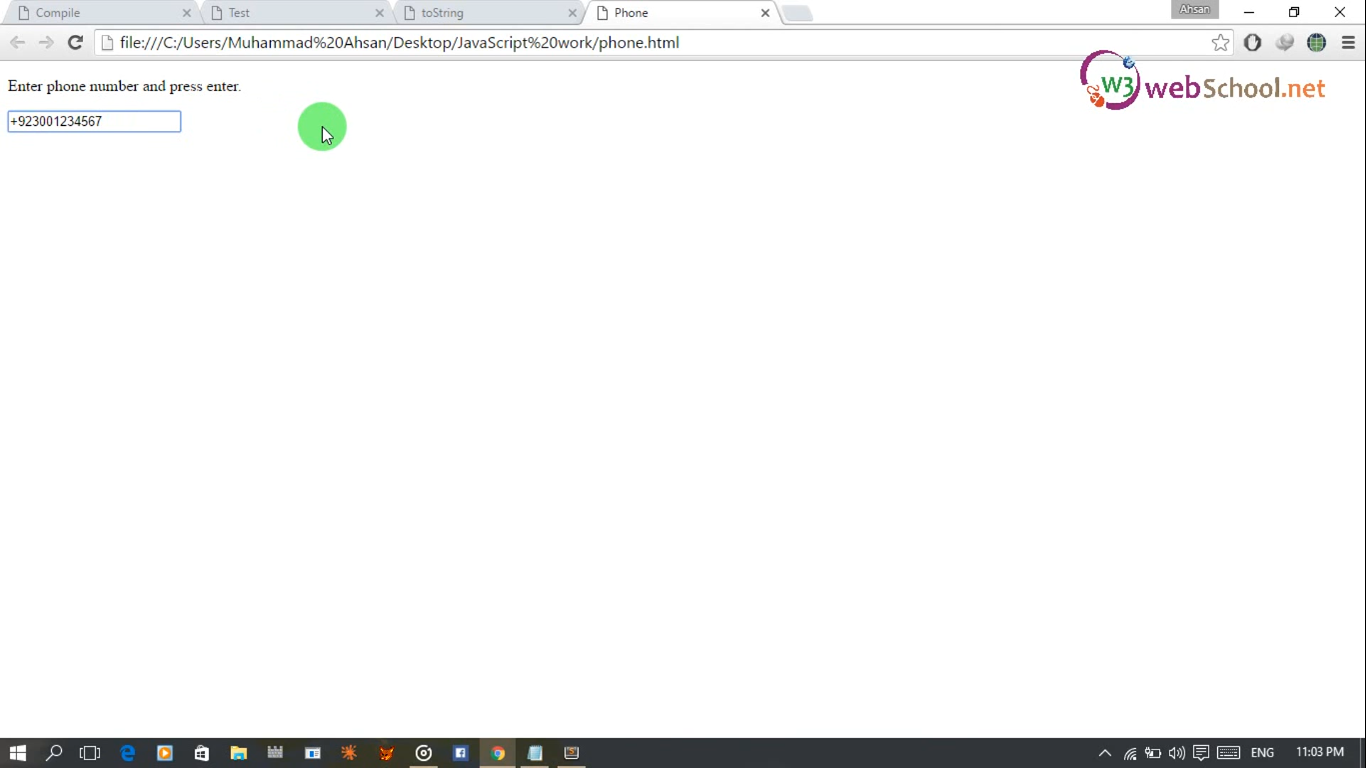 Compile
Test
toString
Phone
Ahsan
file:///C:/Users/Muhammad%20Ahsan/Desktop/JavaScript%20work/phone.html
Enter phone number and press enter.
+923001234567
W3 webSchool.net
ENG
11:03 PM